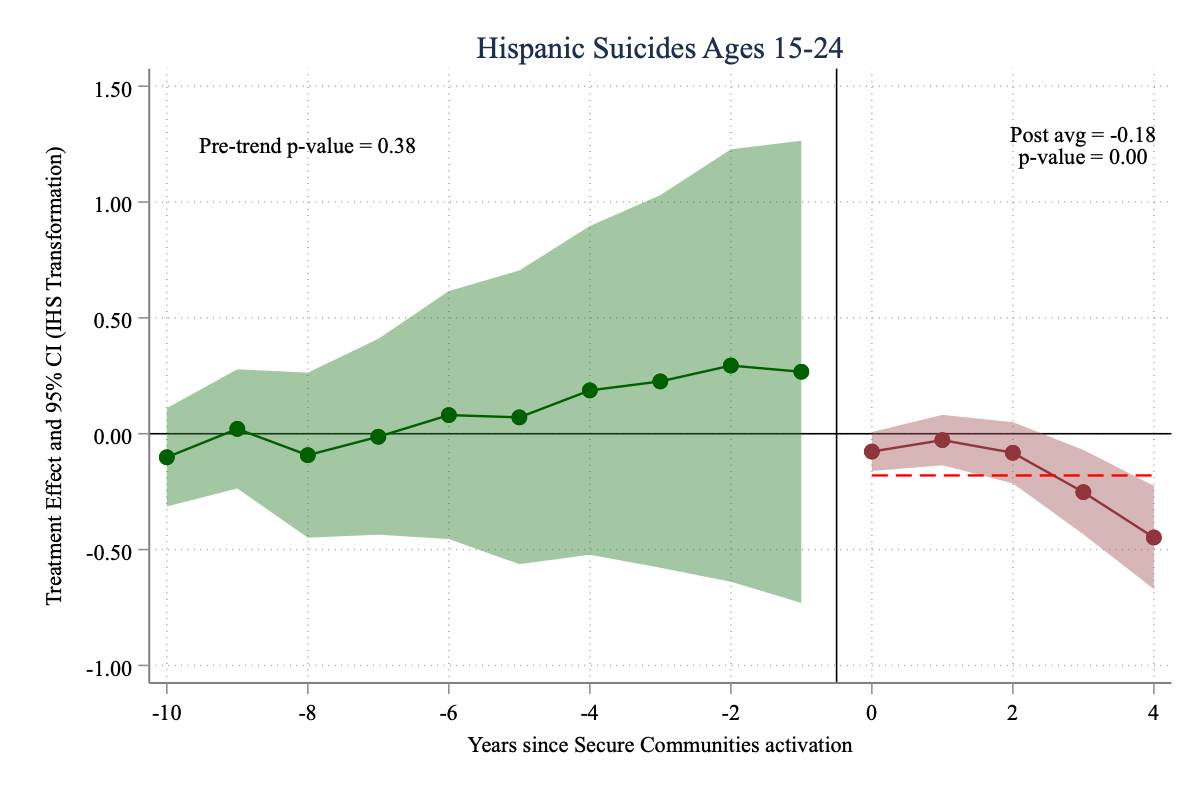 Hispanic Suicides Ages 15-24
Treatment Effect and 95% CI (IHS Transformation)
1.50
1.00
0.50
0.00
-0.50
-1.00
Pre-trend p-value = 0.38
Post avg = -0.18
p-value = 0.00
-10 -8 -6 -4 -2 0 2 4
Years since Secure Communities activation